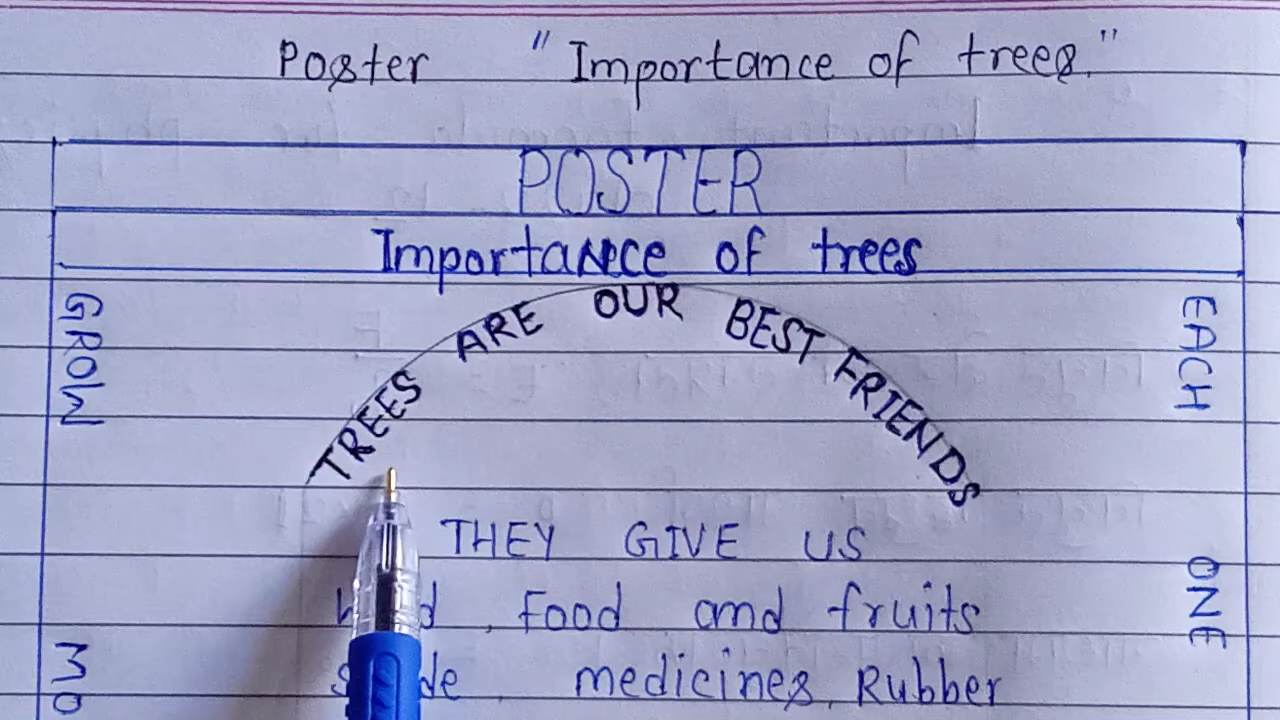 Poster "Importance of trees."
POSTER
Importance of trees
TREES ARE OUR BEST FRIENDS
GROW
EACH
THEY GIVE US
, Food and fruits
medicines, Rubber
ONE
MO